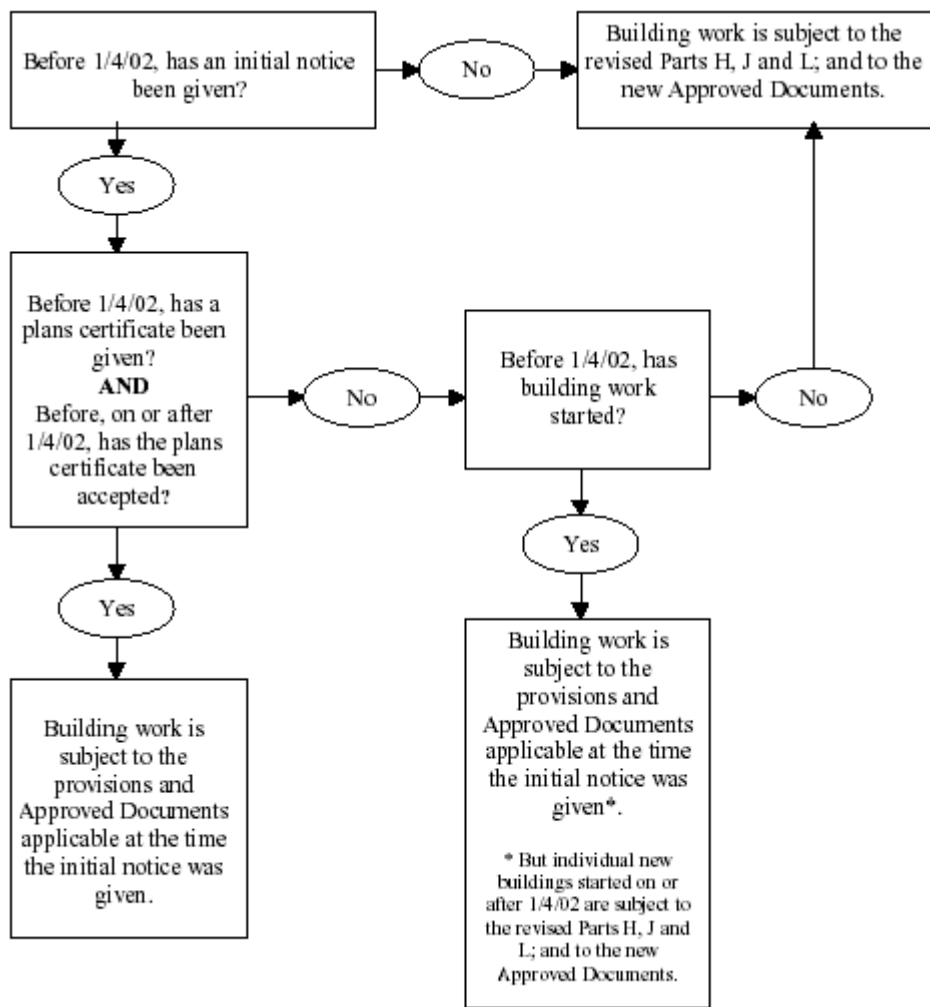 Before 1/4/02, has an initial notice
been given?
No
Building work is subject to the
revised Parts H, J and L; and to the
new Approved Documents.
Yes
Before 1/4/02, has a
plans certificate been
given?
AND
Before, on or after
1/4/02, has the plans
certificate been
accepted?
No
Before 1/4/02, has
building work
started?
No
Yes
Yes
Building work is
subject to the
provisions and
Approved Documents
applicable at the time
the initial notice was
given.
Building work is
subject to the
provisions and
Approved Documents
applicable at the time
the initial notice was
given*.
* But individual new
buildings started on or
after 1/4/02 are subject to
the revised Parts H, J and
L; and to the new
Approved Documents.